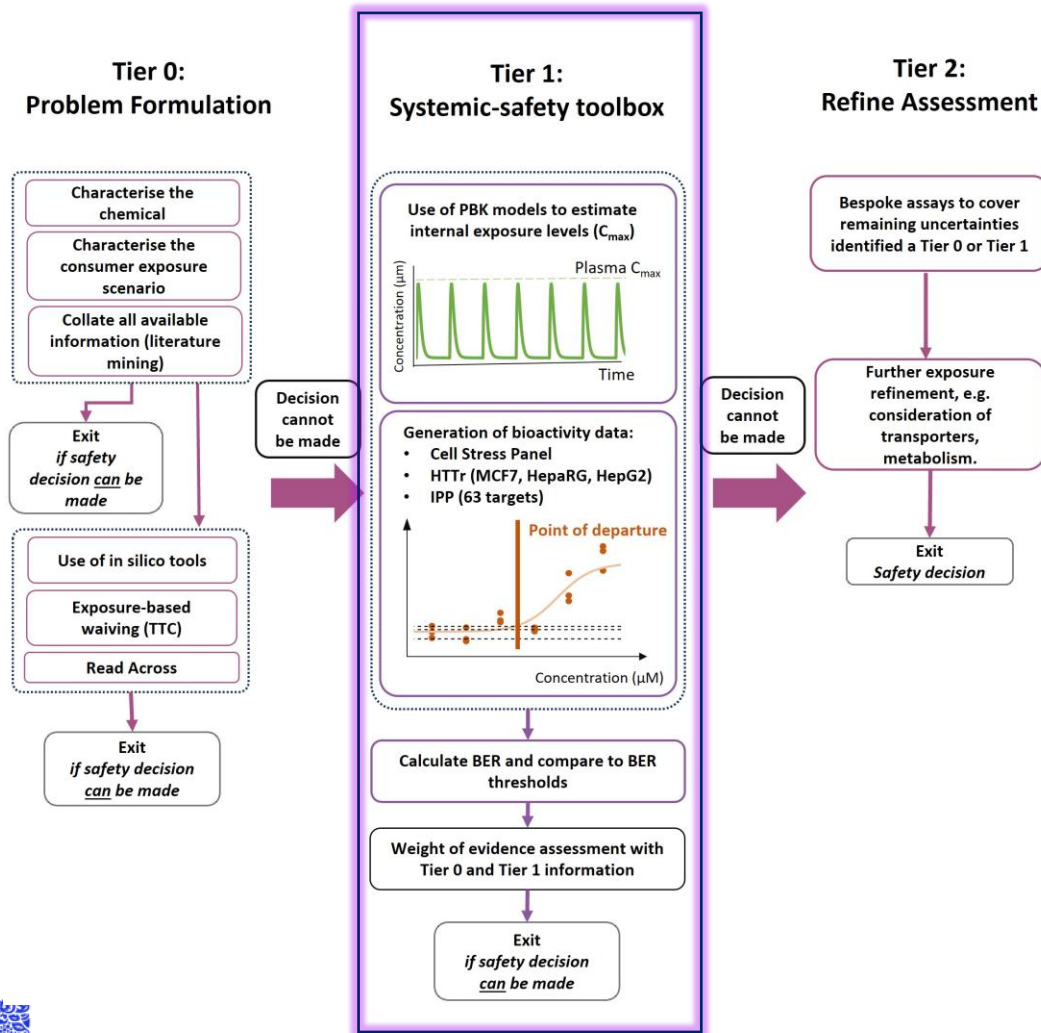 Tier 0:
Problem Formulation
Characterise the
chemical
Characterise the
consumer exposure
scenario
Collate all available
information (literature
mining)
Exit
if safety
decision can be
made
Use of in silico tools
Exposure-based
waiving (TTC)
Read Across
Exit
if safety decision
can be made
Decision
cannot
be made
Tier 1:
Systemic-safety toolbox
Use of PBK models to estimate
internal exposure levels (Cmax)
Plasma Cmax
Concentration (µm)
Time
Generation of bioactivity data:
• Cell Stress Panel
• HTTr (MCF7, HepaRG, HepG2)
• IPP (63 targets)
Point of departure
Concentration (µM)
Calculate BER and compare to BER
thresholds
Weight of evidence assessment with
Tier 0 and Tier 1 information
Exit
if safety decision
can be made
Decision
cannot
be made
Tier 2:
Refine Assessment
Bespoke assays to cover
remaining uncertainties
identified a Tier 0 or Tier 1
Further exposure
refinement, e.g.
consideration of
transporters,
metabolism.
Exit
Safety decision